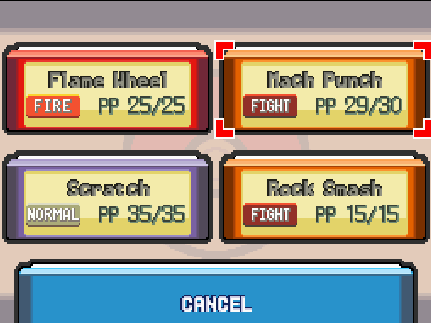 Flame Wheel
FIRE PP 25/25
Mach Punch
FIGHT PP 29/30
Scratch
NORMAL PP 35/35
Rock Smash
FIGHT PP 15/15
CANCEL